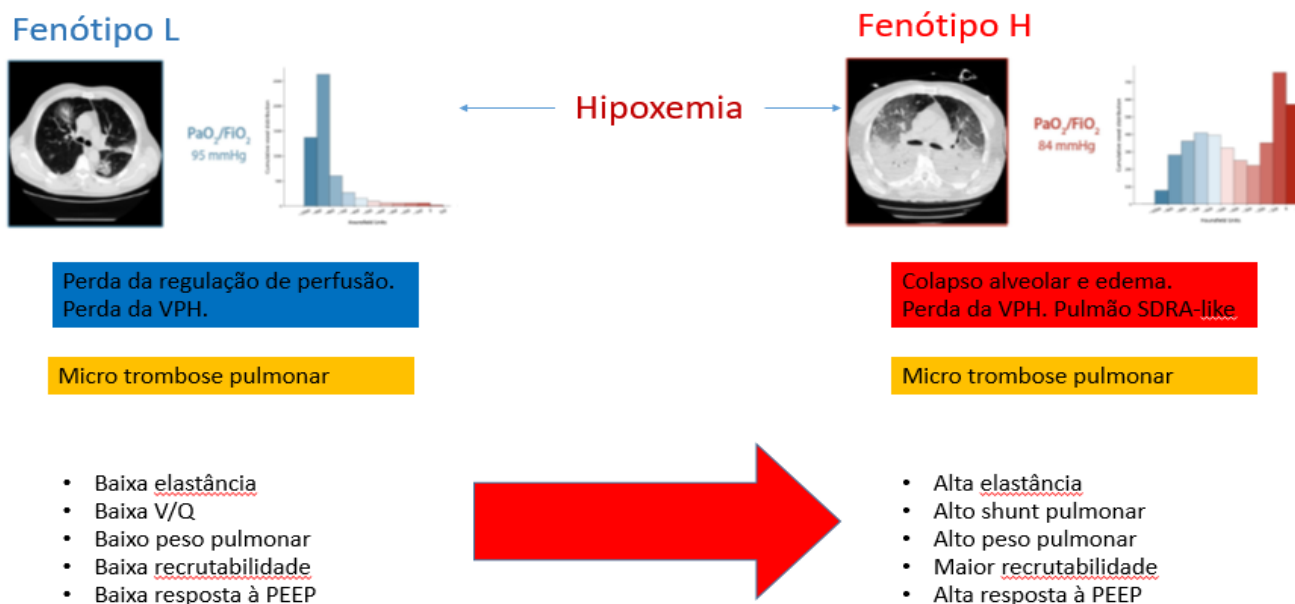 Fenótipo L
Fenótipo H
PaO2/FiO2
95 mmHg
Hipoxemia
PaO2/FiO2
84 mmHg
Perda da regulação de perfusão.
Perda da VPH.
Colapso alveolar e edema.
Perda da VPH. Pulmão SDRA-like
Micro trombose pulmonar
Micro trombose pulmonar
• Baixa elastância
• Baixa V/Q
• Baixo peso pulmonar
• Baixa recrutabilidade
• Baixa resposta à PEEP
• Alta elastância
• Alto shunt pulmonar
• Alto peso pulmonar
• Maior recrutabilidade
• Alta resposta à PEEP